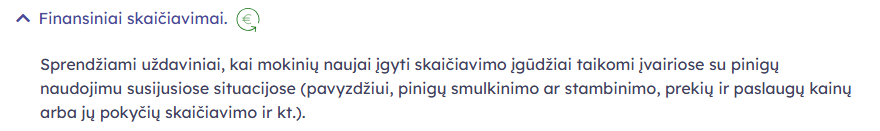 Finansiniai skaičiavimai.
Sprendžiami uždaviniai, kai mokinių naujai įgyti skaičiavimo įgūdžiai taikomi įvairiose su pinigų
naudojimu susijusiose situacijose (pavyzdžiui, pinigų smulkinimo ar stambinimo, prekių ir paslaugų kainų
arba jų pokyčių skaičiavimo ir kt.).